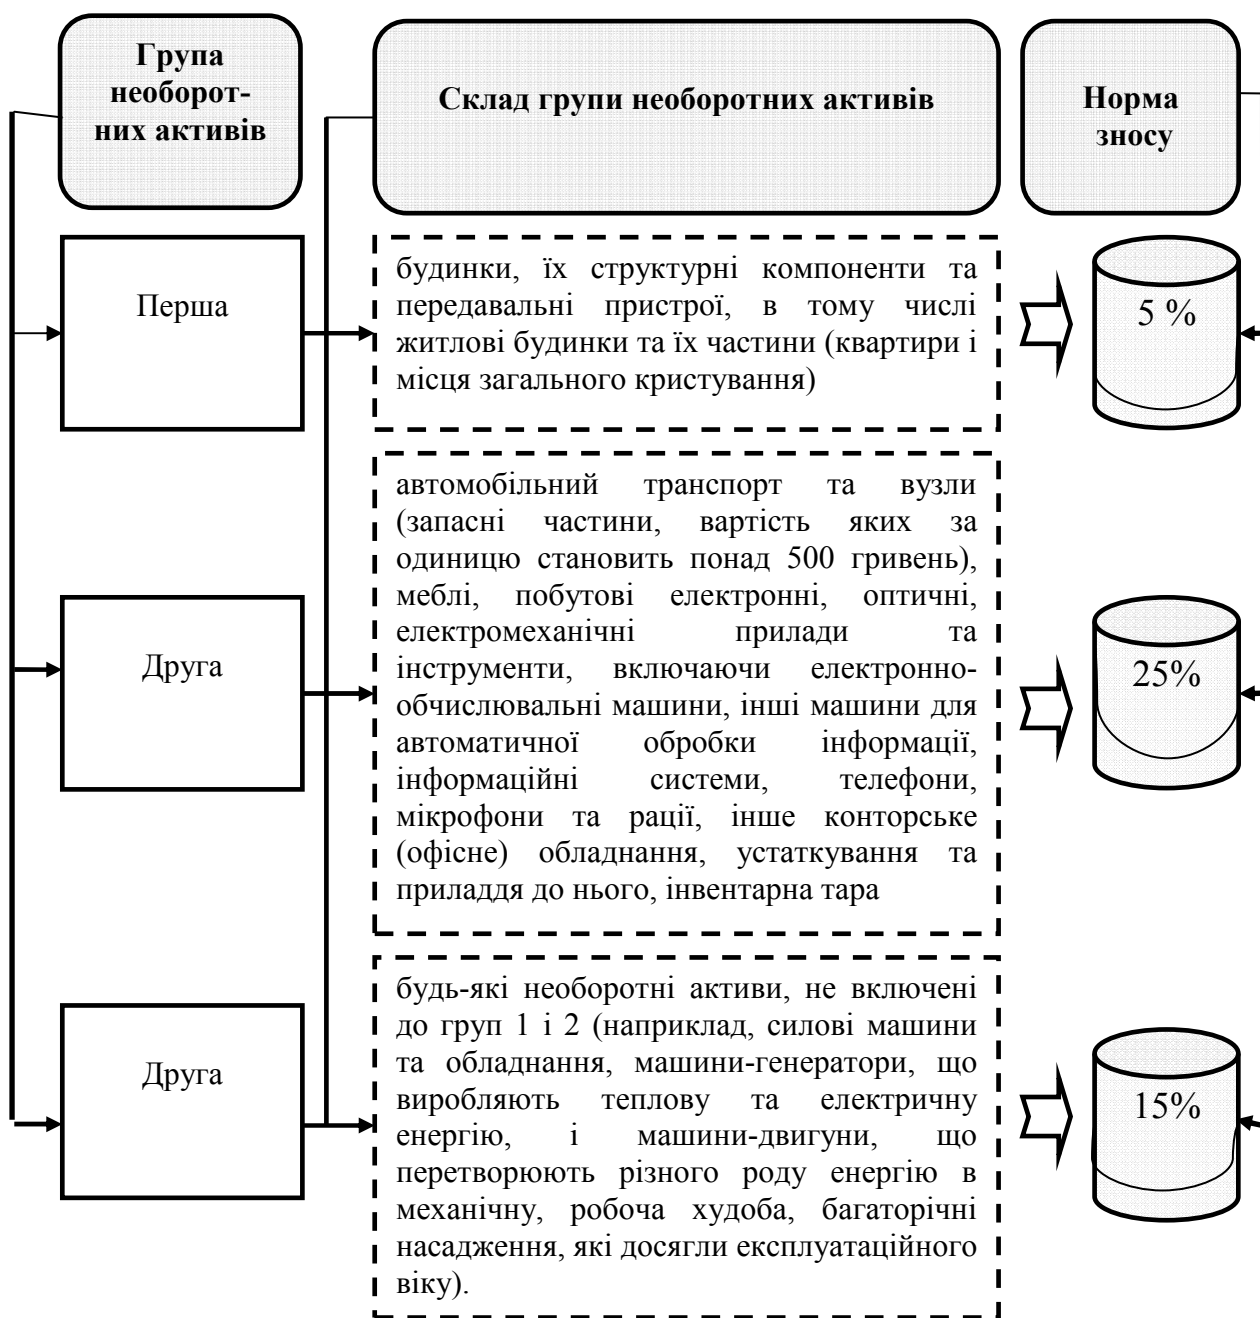 Група
необорот-
них активів
Склад групи необоротних активів
Норма
зносу
Перша
будинки, їх структурні компоненти та
передавальні пристрої, в тому числі
житлові будинки та їх частини (квартири і
місця загального кристування)
5 %
Друга
автомобільний транспорт та вузли
(запасні частини, вартість яких за
одиницю становить понад 500 гривень),
меблі, побутові електронні, оптичні,
електромеханічні прилади та
інструменти, включаючи електронно-
обчислювальні машини, інші машини для
автоматичної обробки інформації,
інформаційні системи, телефони,
мікрофони та рації, інше конторське
(офісне) обладнання, устаткування та
приладдя до нього, інвентарна тара
25%
Друга
будь-які необоротні активи, не включені
до груп 1 і 2 (наприклад, силові машини
та обладнання, машини-генератори, що
виробляють теплову та електричну
енергію, і машини-двигуни, що
перетворюють різного роду енергію в
механічну, робоча худоба, багаторічні
насадження, які досягли експлуатаційного
віку).
15%